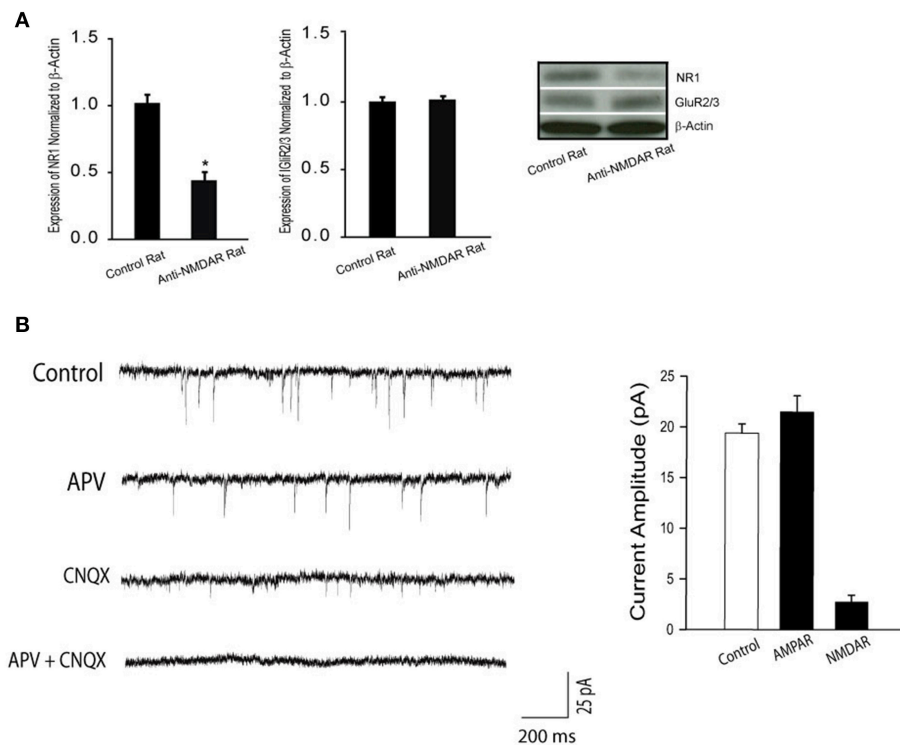 A
Expression of NR1 Normalized to β-Actin
1.5
1.0
0.5
0.0
*
Control Rat
Anti-NMDAR Rat
Expression of lGliR2/3 Normalized to β-Actin
1.5
1.0
0.5
0.0
Control Rat
Anti-NMDAR Rat
NR1
GluR2/3
β-Actin
Control Rat
Anti-NMDAR Rat
B
Control
APV
CNQX
APV + CNQX
25 pA
200 ms
Current Amplitude (pA)
25
20
15
10
5
0
Control
AMPAR
NMDAR